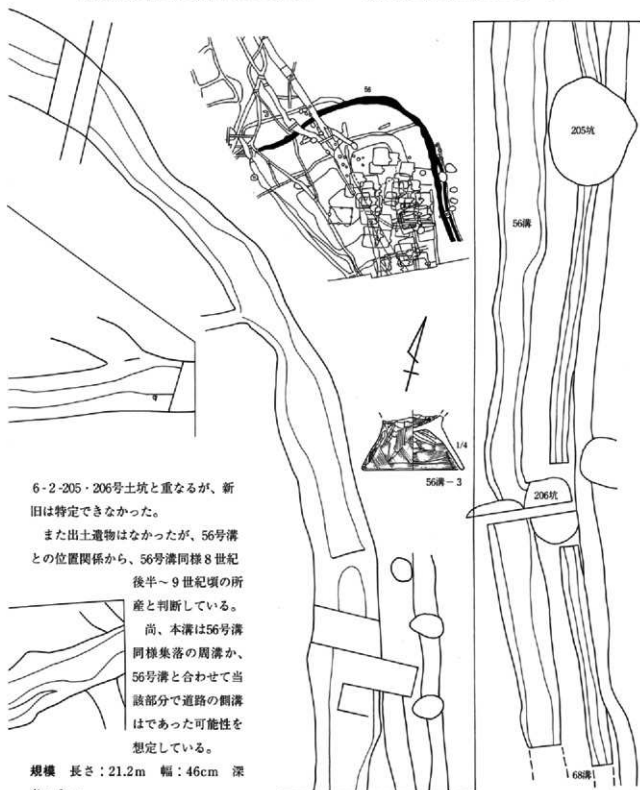 56
205坑
56溝
1/4
56溝－3
206坑
68溝
6-2-205・206号土坑と重なるが、新
旧は特定できなかった。
また出土遺物はなかったが、56号溝
との位置関係から、56号溝同様8世紀
後半～9世紀頃の所
産と判断している。
尚、本溝は56号溝
同様集落の周溝か、
56号溝と合わせて当
該部分で道路の側溝
はであった可能性を
想定している。
規模 長さ：21.2m 幅：46cm 深